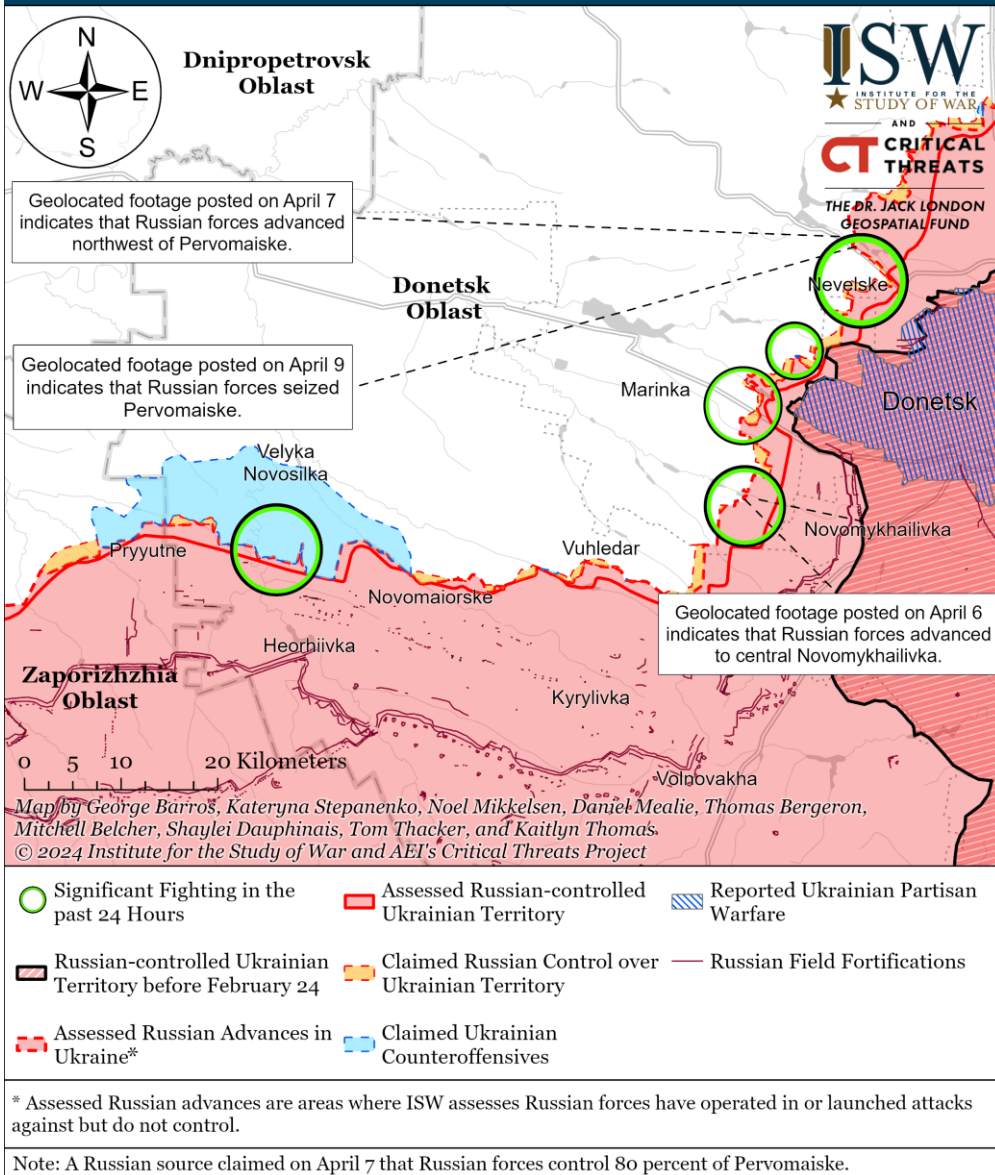 N
W E
S
Dnipropetrovsk
Oblast
ISW
INSTITUTE FOR THE
STUDY OF WAR
AND
CT CRITICAL
THREATS
THE DR. JACK LONDON
GEOSPATIAL FUND
Geolocated footage posted on April 7
indicates that Russian forces advanced
northwest of Pervomaiske.
Donetsk
Oblast
Nevelske
Geolocated footage posted on April 9
indicates that Russian forces seized
Pervomaiske.
Marinka
Donetsk
Velyka
Novosilka
Pryyutne
Novomykhailivka
Vuhledar
Novomaiorske
Geolocated footage posted on April 6
indicates that Russian forces advanced
to central Novomykhailivka.
Heorhiivka
Zaporizhzhia
Oblast
Kyrylivka
0 5 10 20 Kilometers
Volnovakha
Map by George Barros, Kateryna Stepanenko, Noel Mikkelsen, Daniel Mealie, Thomas Bergeron,
Mitchell Belcher, Shaylei Dauphinais, Tom Thacker, and Kaitlyn Thomas
© 2024 Institute for the Study of War and AEI's Critical Threats Project
Significant Fighting in the
past 24 Hours
Assessed Russian-controlled
Ukrainian Territory
Reported Ukrainian Partisan
Warfare
Russian-controlled Ukrainian
Territory before February 24
Claimed Russian Control over
Ukrainian Territory
Russian Field Fortifications
Assessed Russian Advances in
Ukraine*
Claimed Ukrainian
Counteroffensives
* Assessed Russian advances are areas where ISW assesses Russian forces have operated in or launched attacks
against but do not control.
Note: A Russian source claimed on April 7 that Russian forces control 80 percent of Pervomaiske.